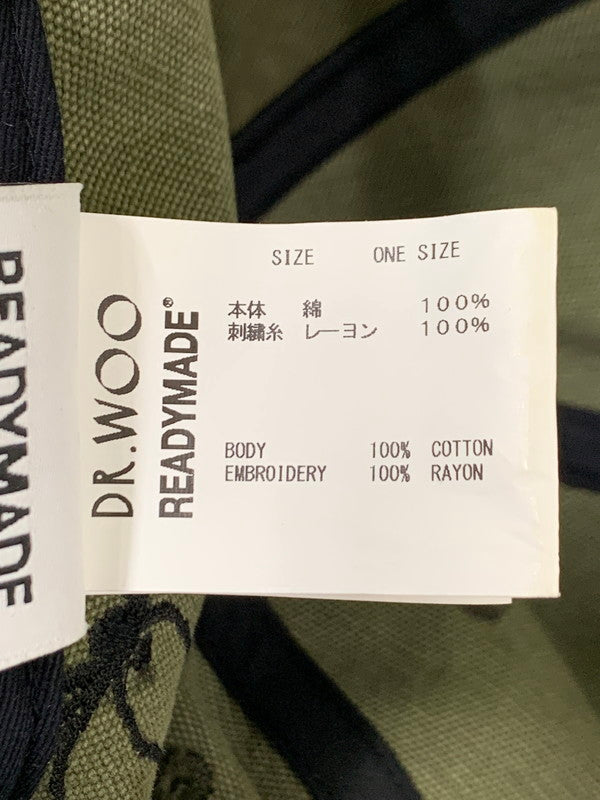 READYMADE
DR.WOO
READYMADE®
SIZE ONE SIZE
本体 綿 100%
刺繍糸 レーヨン 100%
BODY 100% COTTON
EMBROIDERY 100% RAYON